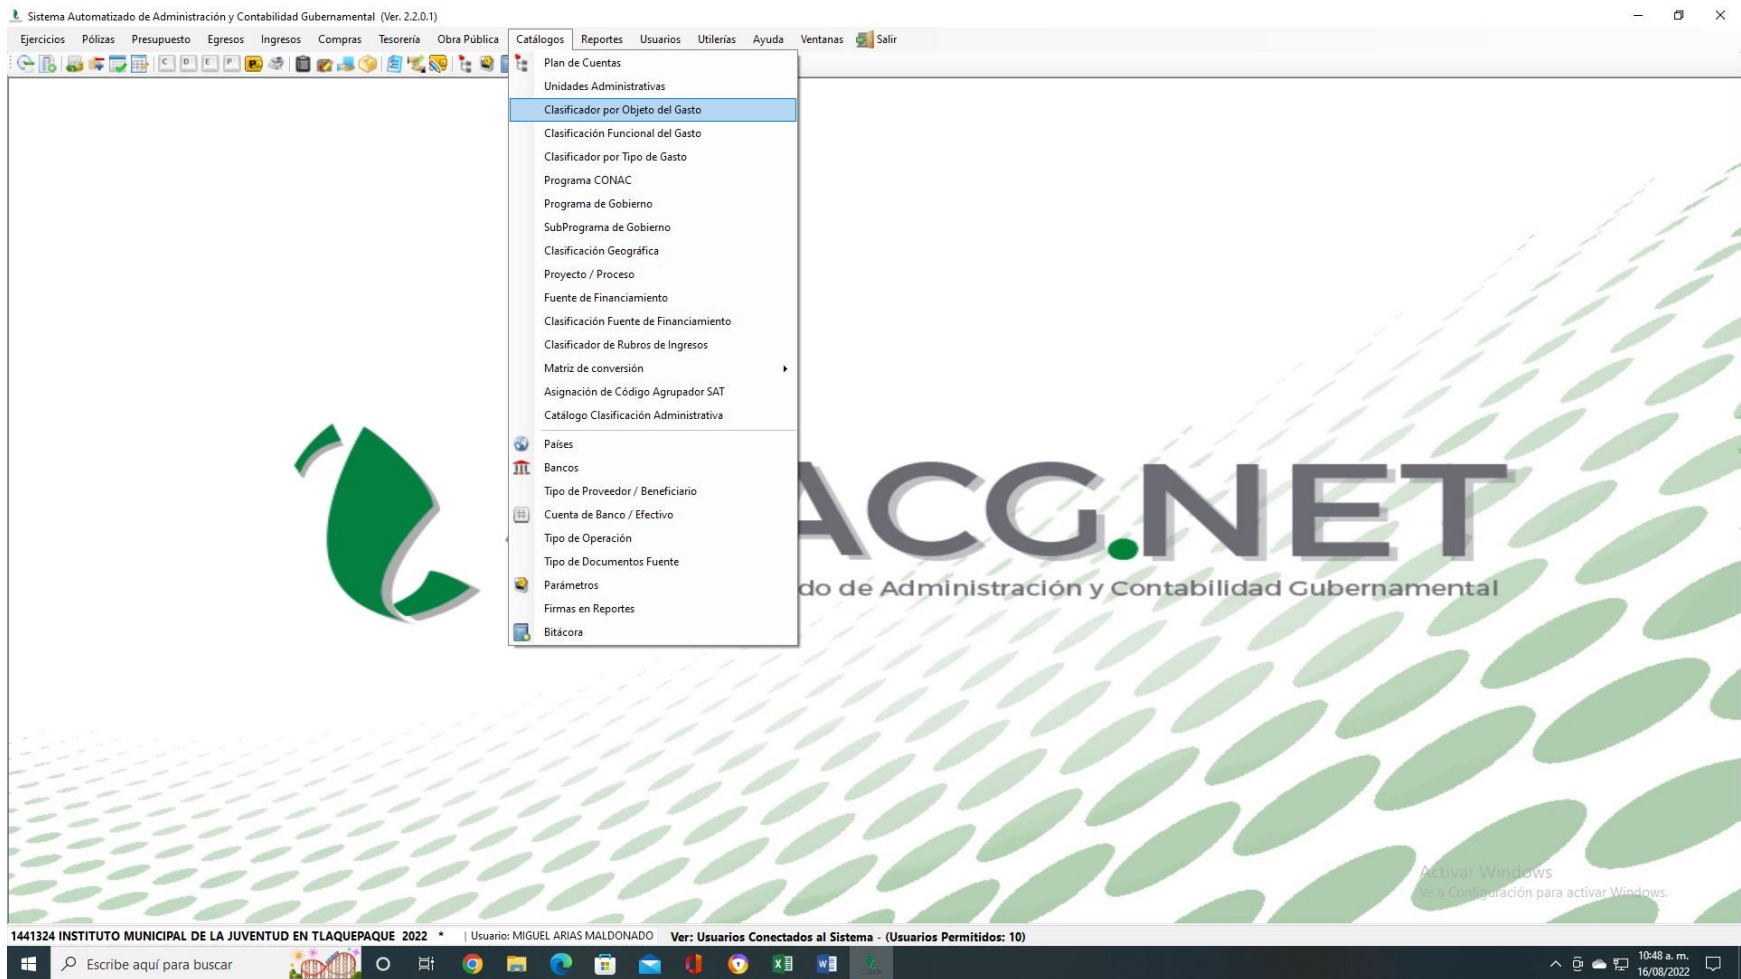 Sistema Automatizado de Administración y Contabilidad Gubernamental (Ver. 2.2.0.1)
Ejercicios Pólizas Presupuesto Egresos Ingresos Compras Tesorería Obra Pública Catálogos Reportes Usuarios Utilerías Ayuda Ventanas Salir
C D E P P
Plan de Cuentas
Unidades Administrativas
Clasificador por Objeto del Gasto
Clasificación Funcional del Gasto
Clasificador por Tipo de Gasto
Programa CONAC
Programa de Gobierno
SubPrograma de Gobierno
Clasificación Geográfica
Proyecto / Proceso
Fuente de Financiamiento
Clasificación Fuente de Financiamiento
Clasificador de Rubros de Ingresos
Matriz de conversión
Asignación de Código Agrupador SAT
Catálogo Clasificación Administrativa
Países
Bancos
Tipo de Proveedor / Beneficiario
Cuenta de Banco / Efectivo
Tipo de Operación
Tipo de Documentos Fuente
Parámetros
Firmas en Reportes
Bitácora
ACG.NET
do de Administración y Contabilidad Gubernamental
Activar Windows
Ve a Configuración para activar Windows.
1441324 INSTITUTO MUNICIPAL DE LA JUVENTUD EN TLAQUEPAQUE 2022 * | Usuario: MIGUEL ARIAS MALDONADO Ver: Usuarios Conectados al Sistema - (Usuarios Permitidos: 10)
Escribe aquí para buscar
10:48 a. m.
16/08/2022